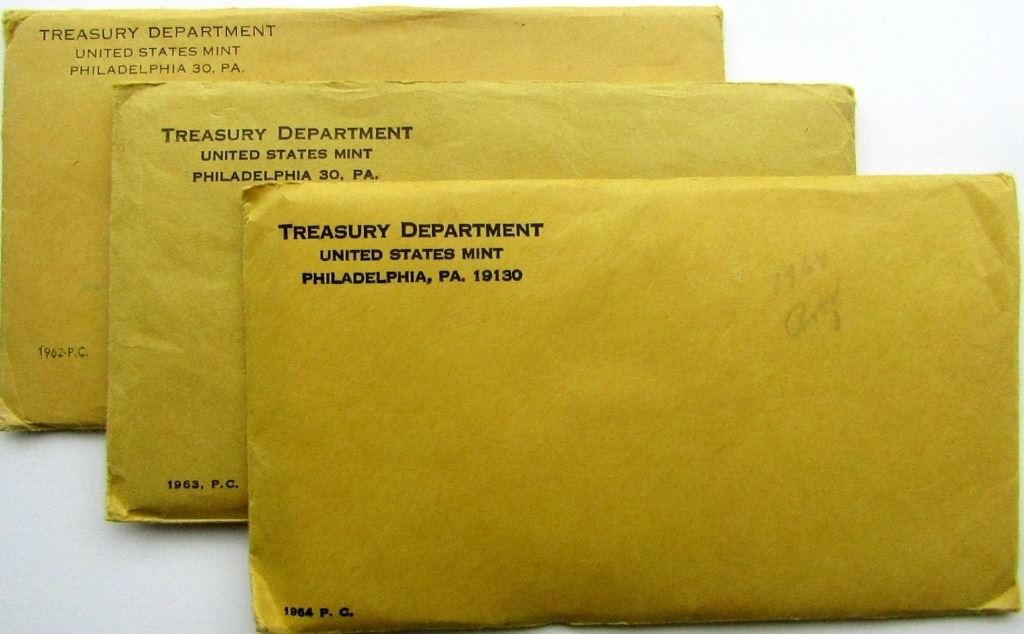 TREASURY DEPARTMENT
UNITED STATES MINT
PHILADELPHIA 30, PA.
1962-P.C.
TREASURY DEPARTMENT
UNITED STATES MINT
PHILADELPHIA 30, PA.
1963, P.C.
TREASURY DEPARTMENT
UNITED STATES MINT
PHILADELPHIA, PA. 19130
1964
1964 P. C.